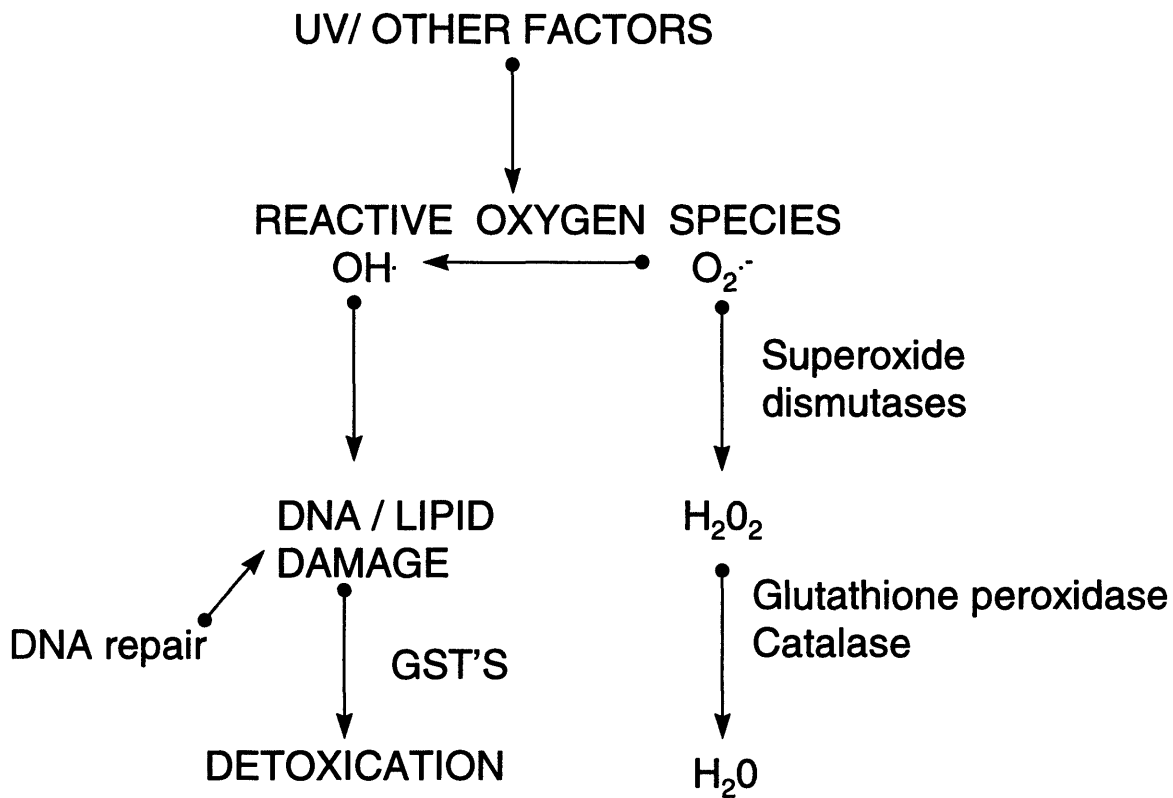 UV/ OTHER FACTORS
REACTIVE OXYGEN SPECIES
OH· O₂·⁻
Superoxide
dismutases
DNA / LIPID
DAMAGE
H₂0₂
Glutathione peroxidase
Catalase
DNA repair
GST'S
DETOXICATION
H₂0